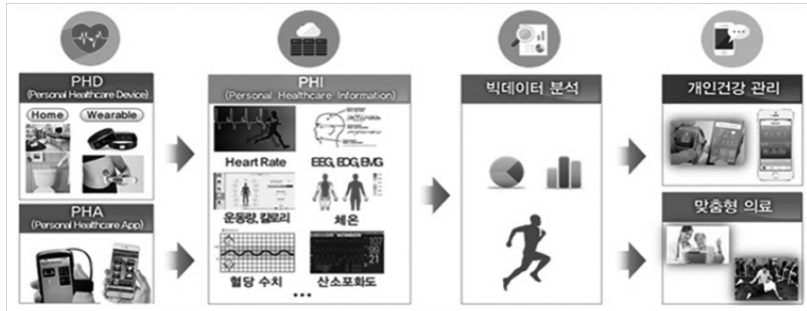 PHD
(Personal Healthcare Device)
Home
Wearable
PHA
(Personal Healthcare App)
PHI
(Personal Healthcare Information)
Heart Rate
EEG, EOG, EMG
운동량, 칼로리
체온
혈당 수치
산소포화도
•••
빅데이터 분석
개인건강 관리
맞춤형 의료